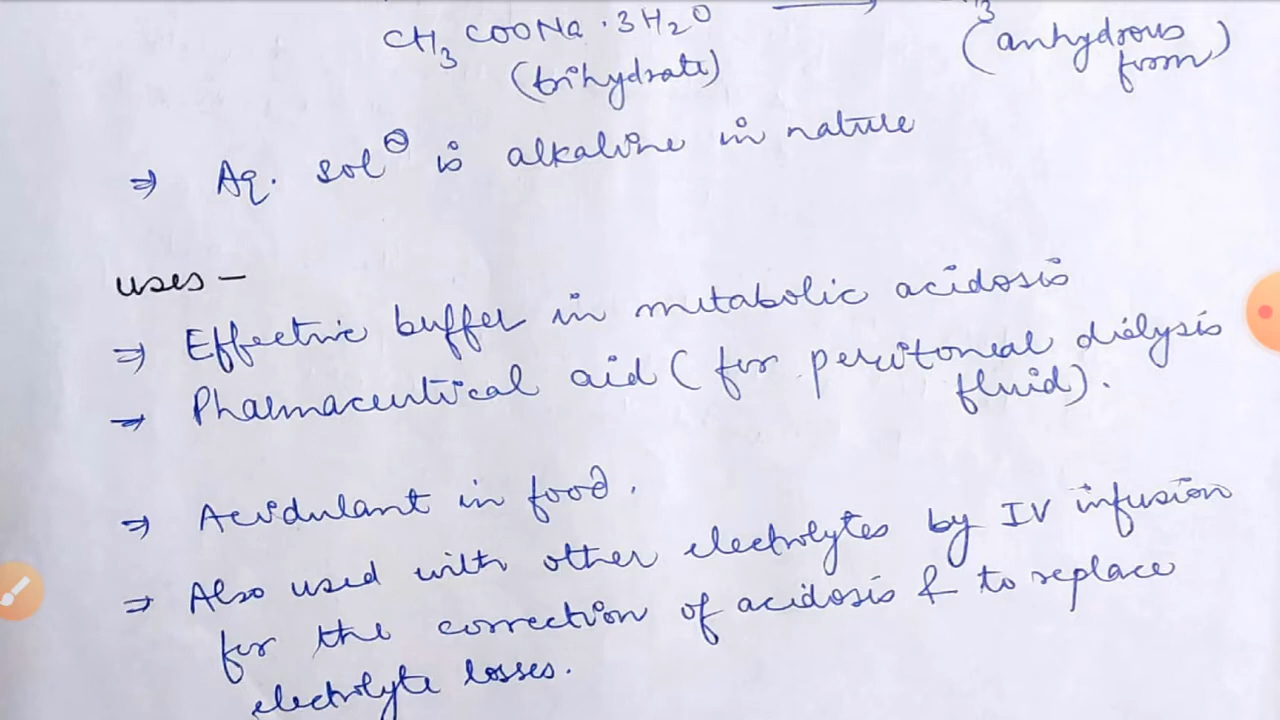 CH3COONa·3H2O ⟶
(trihydrate) (anhydrous form)
⇒ Aq. solⁿ is alkaline in nature
uses –
⇒ Effective buffer in metabolic acidosis
⇒ Pharmaceutical aid (for peritoneal dialysis
fluid).
⇒ Acidulant in food.
⇒ Also used with other electrolytes by IV infusion
for the correction of acidosis & to replace
electrolyte losses.